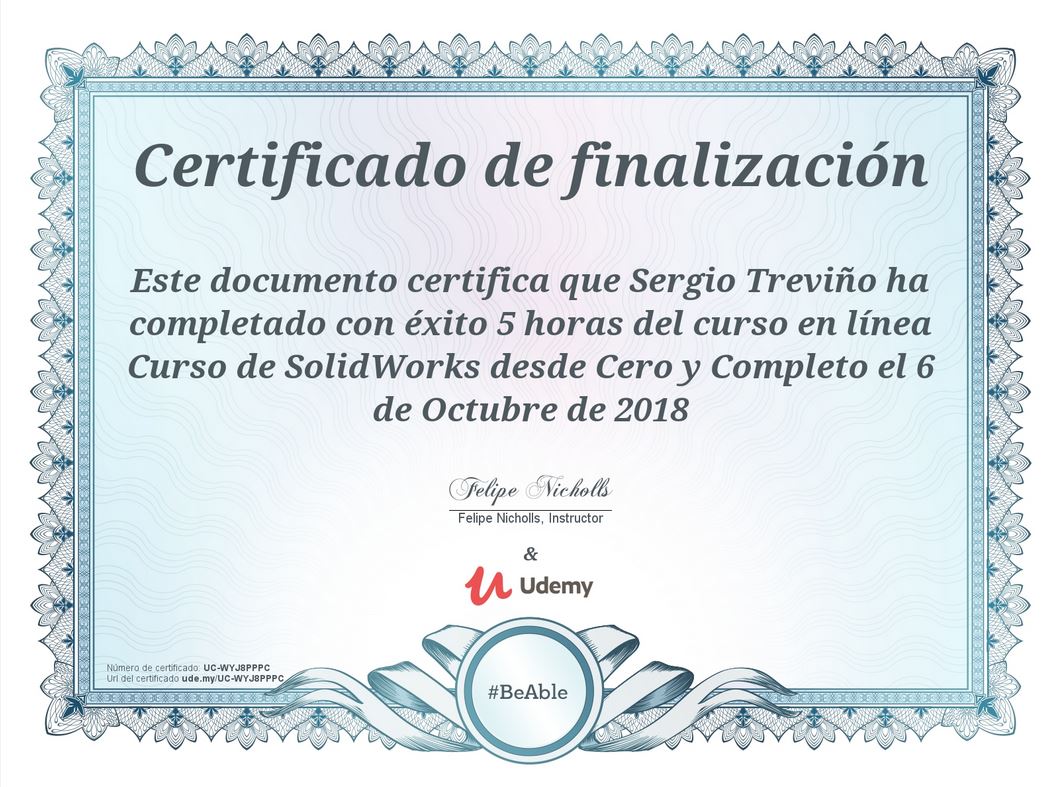 Certificado de finalización
Este documento certifica que Sergio Treviño ha
completado con éxito 5 horas del curso en línea
Curso de SolidWorks desde Cero y Completo el 6
de Octubre de 2018
Felipe Nicholls
Felipe Nicholls, Instructor
&
Udemy
Número de certificado: UC-WYJ8PPPC
Url del certificado ude.my/UC-WYJ8PPPC
#BeAble